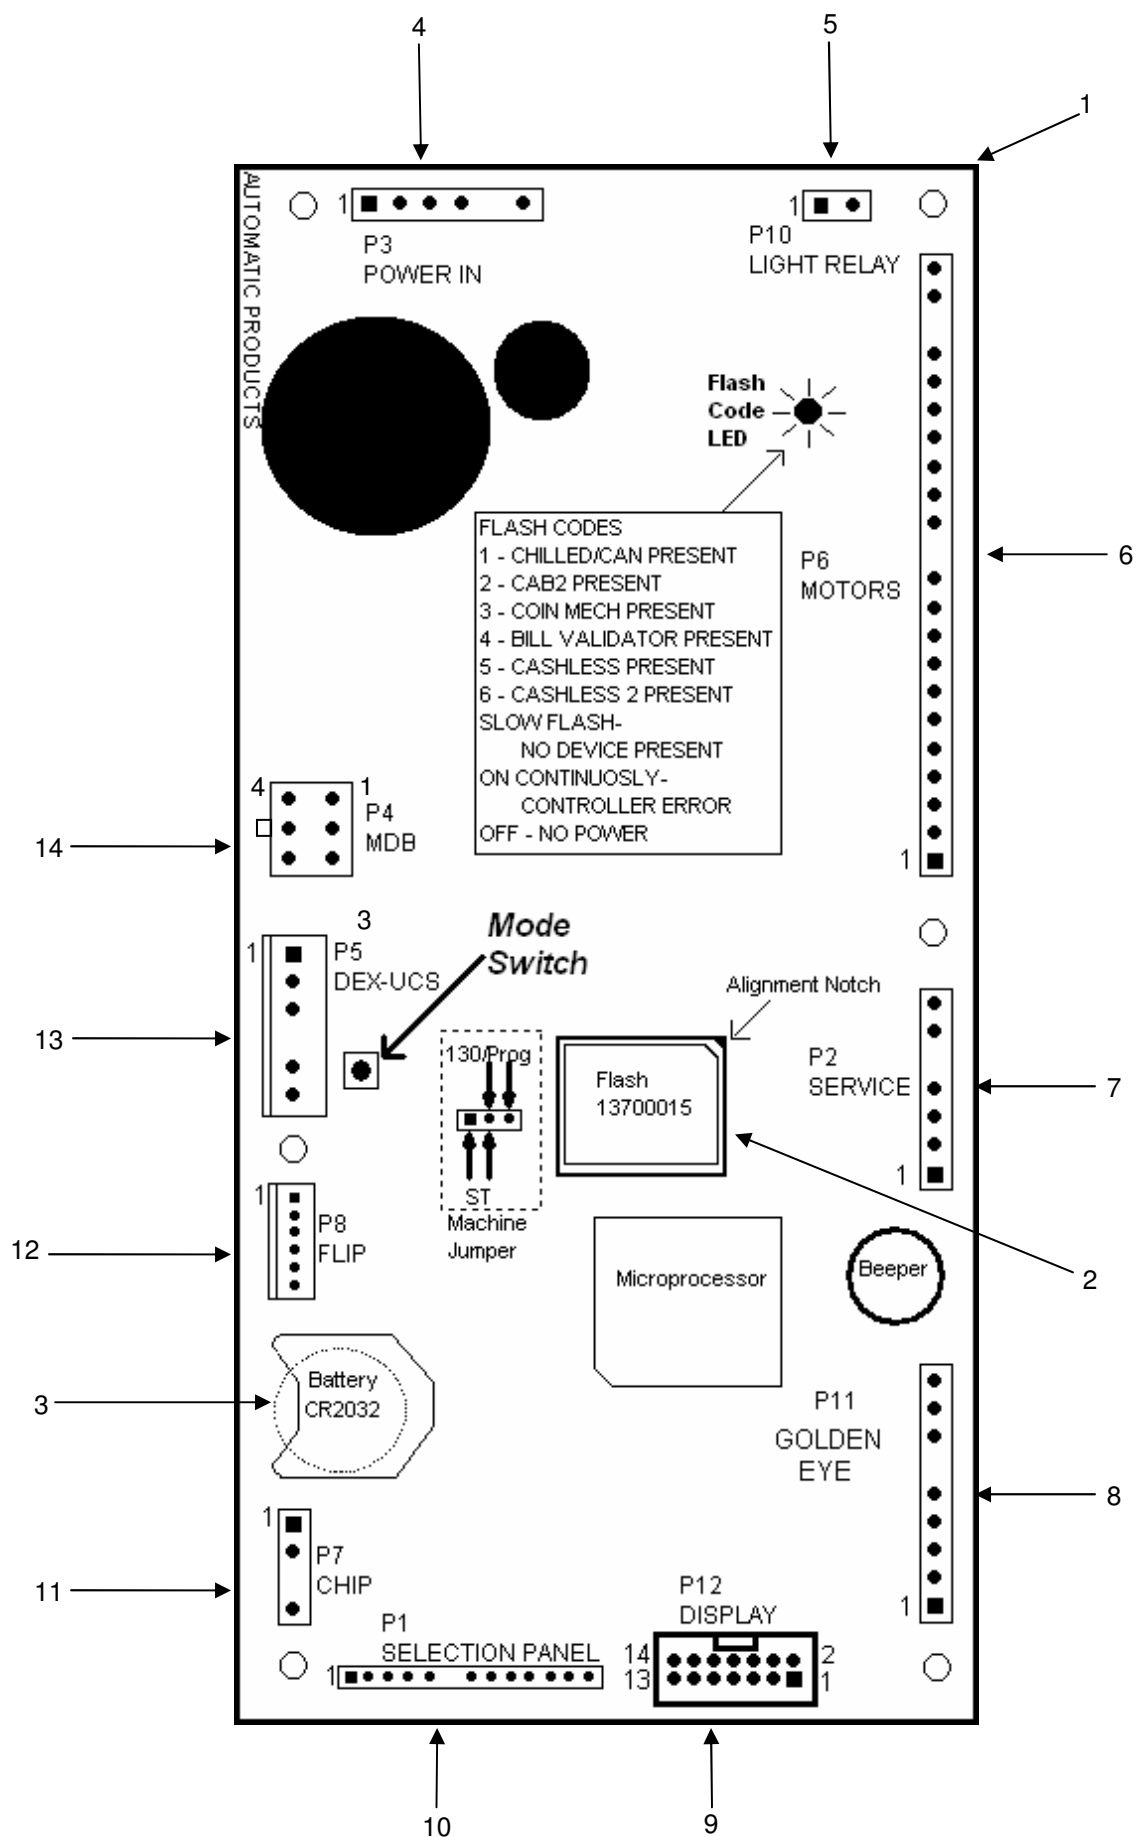 4
5
1
AUTOMATIC PRODUCTS
1
P3
POWER IN
1
P10
LIGHT RELAY
Flash
Code
LED
FLASH CODES
1 - CHILLED/CAN PRESENT
2 - CAB2 PRESENT
3 - COIN MECH PRESENT
4 - BILL VALIDATOR PRESENT
5 - CASHLESS PRESENT
6 - CASHLESS 2 PRESENT
SLOW FLASH-
NO DEVICE PRESENT
ON CONTINUOSLY-
CONTROLLER ERROR
OFF - NO POWER
P6
MOTORS
6
1
4
1
P4
MDB
14
3
1
P5
DEX-UCS
13
Mode
Switch
Alignment Notch
130/Prog
ST
Machine
Jumper
Flash
13700015
P2
SERVICE
7
1
1
P8
FLIP
12
Microprocessor
Beeper
2
Battery
CR2032
3
P11
GOLDEN
EYE
8
1
1
P7
CHIP
11
P1
SELECTION PANEL
1
P12
DISPLAY
14
2
13
1
10
9